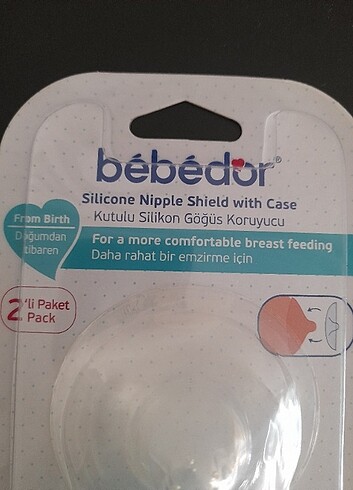 bébédor®
Silicone Nipple Shield with Case
Kutulu Silikon Göğüs Koruyucu
From Birth
Doğumdan
itibaren
For a more comfortable breast feeding
Daha rahat bir emzirme için
2'li Paket
Pack